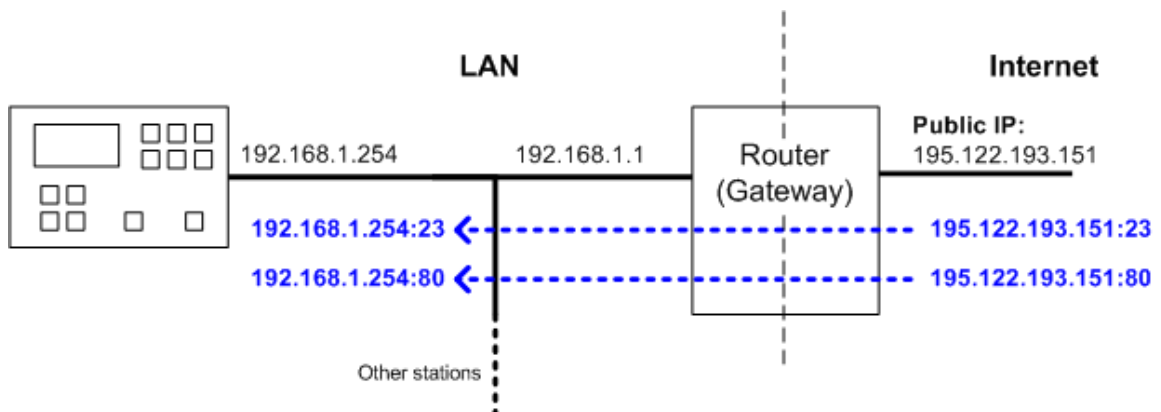 LAN
Internet
Public IP:
192.168.1.254
192.168.1.1
Router
(Gateway)
195.122.193.151
192.168.1.254:23
195.122.193.151:23
192.168.1.254:80
195.122.193.151:80
Other stations